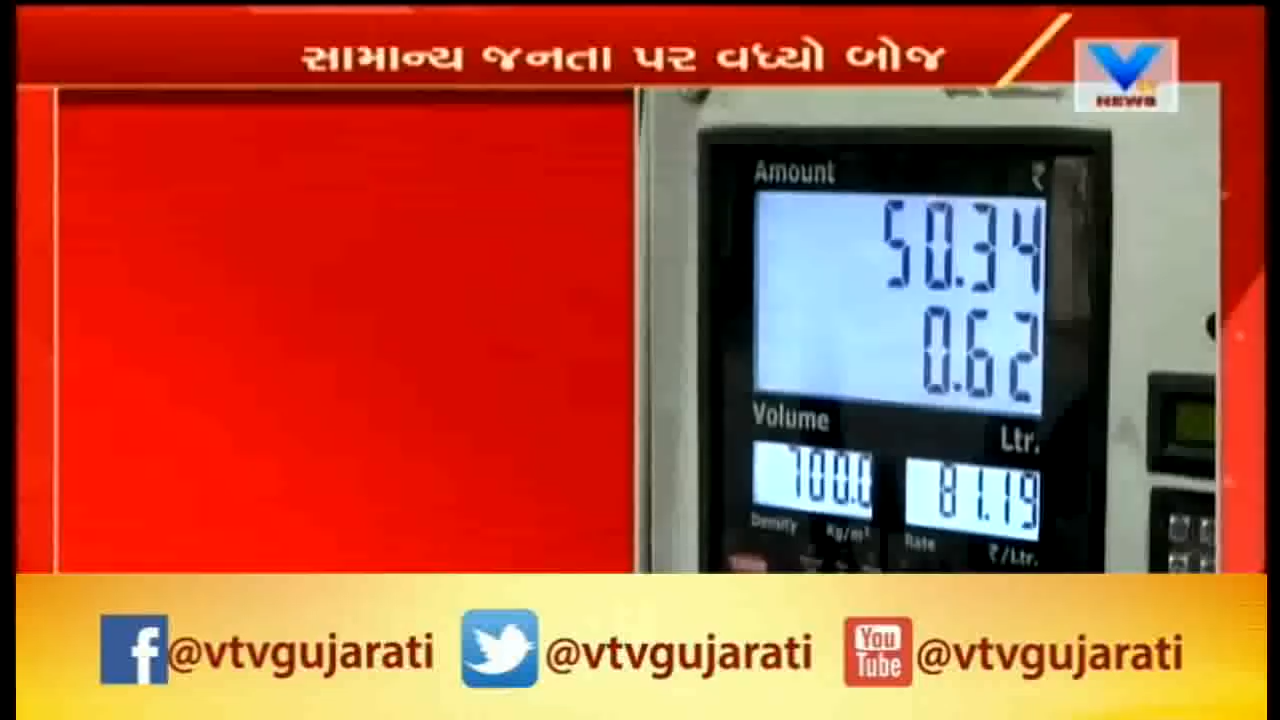 સામાન્ય જનતા પર વધ્યો બોજ
NEWS
Amount ₹
50.34
0.62
Volume Ltr.
700.0 81.19
Density Kg/m³ Rate ₹/Ltr.
f @vtvgujarati @vtvgujarati You Tube @vtvgujarati